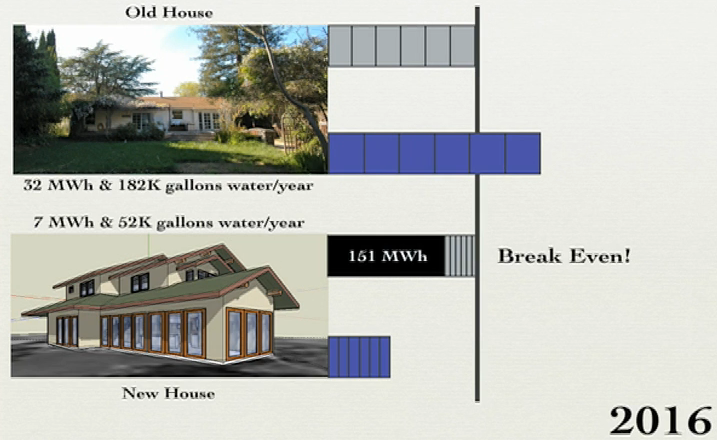 Old House
32 MWh & 182K gallons water/year
7 MWh & 52K gallons water/year
151 MWh
Break Even!
New House
2016